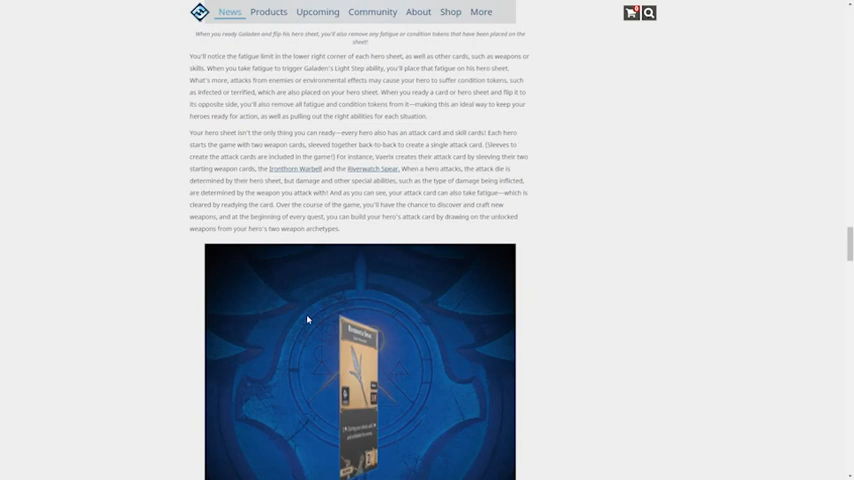 News Products Upcoming Community About Shop More
When you ready Galaden and flip his hero sheet, you'll also remove any fatigue or condition tokens that have been placed on the
sheet!
You'll notice the fatigue limit in the lower right corner of each hero sheet, as well as other cards, such as weapons or
skills. When you take fatigue to trigger Galaden's Light Step ability, you'll place that fatigue on his hero sheet.
What's more, attacks from enemies or environmental effects may cause your hero to suffer condition tokens, such
as infected or terrified, which are also placed on your hero sheet. When you ready a card or hero sheet and flip it to
its opposite side, you'll also remove all fatigue and condition tokens from it—making this an ideal way to keep your
heroes ready for action, as well as pulling out the right abilities for each situation.
Your hero sheet isn't the only thing you can ready—every hero also has an attack card and skill cards! Each hero
starts the game with two weapon cards, sleeved together back-to-back to create a single attack card. (Sleeves to
create the attack cards are included in the game!) For instance, Vaerix creates their attack card by sleeving their two
starting weapon cards, the Ironthorn Warbell and the Riverwatch Spear. When a hero attacks, the attack die is
determined by their hero sheet, but damage and other special abilities, such as the type of damage being inflicted,
are determined by the weapon you attack with! And as you can see, your attack card can also take fatigue—which is
cleared by readying the card. Over the course of the game, you'll have the chance to discover and craft new
weapons, and at the beginning of every quest, you can build your hero's attack card by drawing on the unlocked
weapons from your hero's two weapon archetypes.